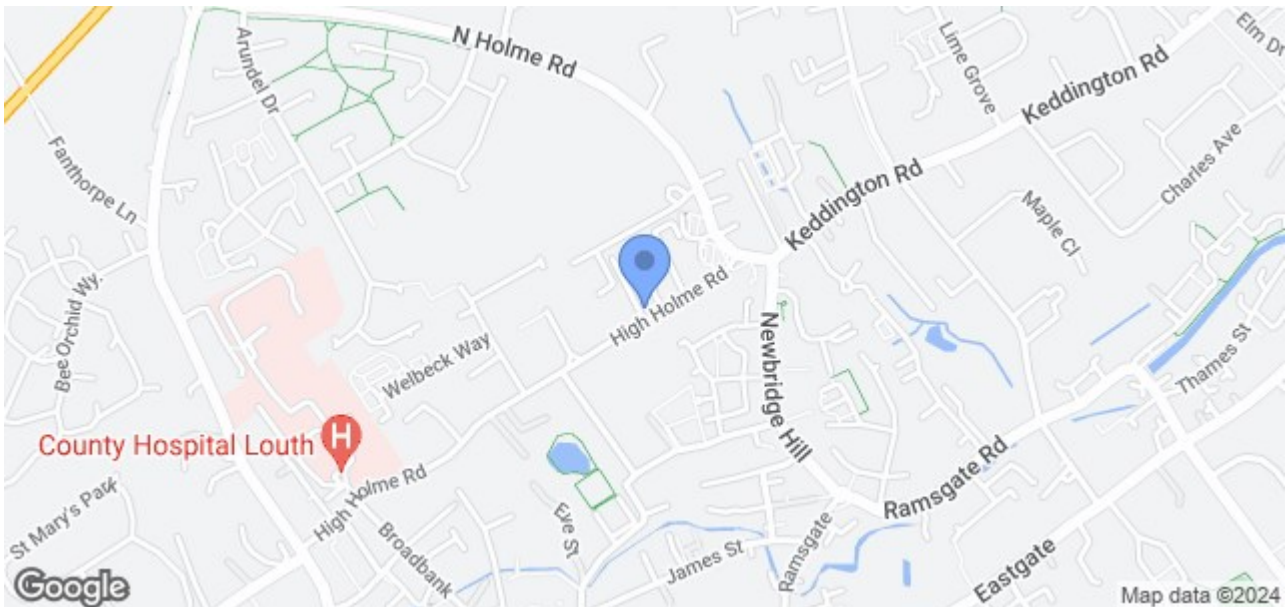 Arundel Dr
N Holme Rd
Lime Grove
Elm Dr
Keddington Rd
Charles Ave
Fanthorpe Ln
Keddington Rd
Maple Cl
Bee Orchid Wy.
High Holme Rd
Welbeck Way
Newbridge Hill
Thames St
County Hospital Louth
H
High Holme Rd
Ramsgate Rd
St Mary's Park
Eve St
Broadbank
James St
Ramsgate
Eastgate
Google
Map data ©2024